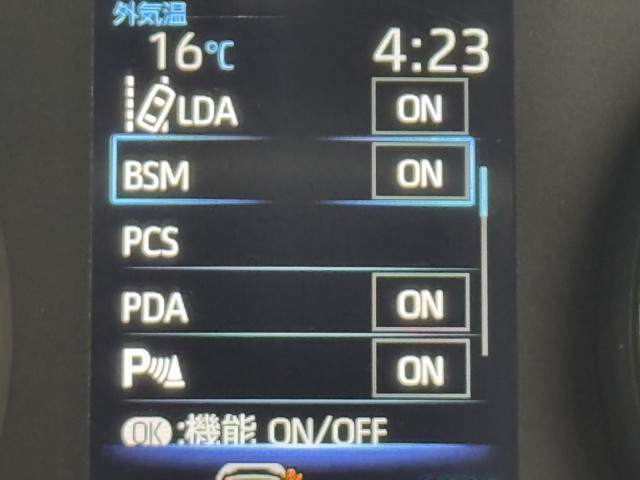 外気温
16℃ 4:23
LDA ON
BSM ON
PCS
PDA ON
P ON
OK:機能 ON/OFF